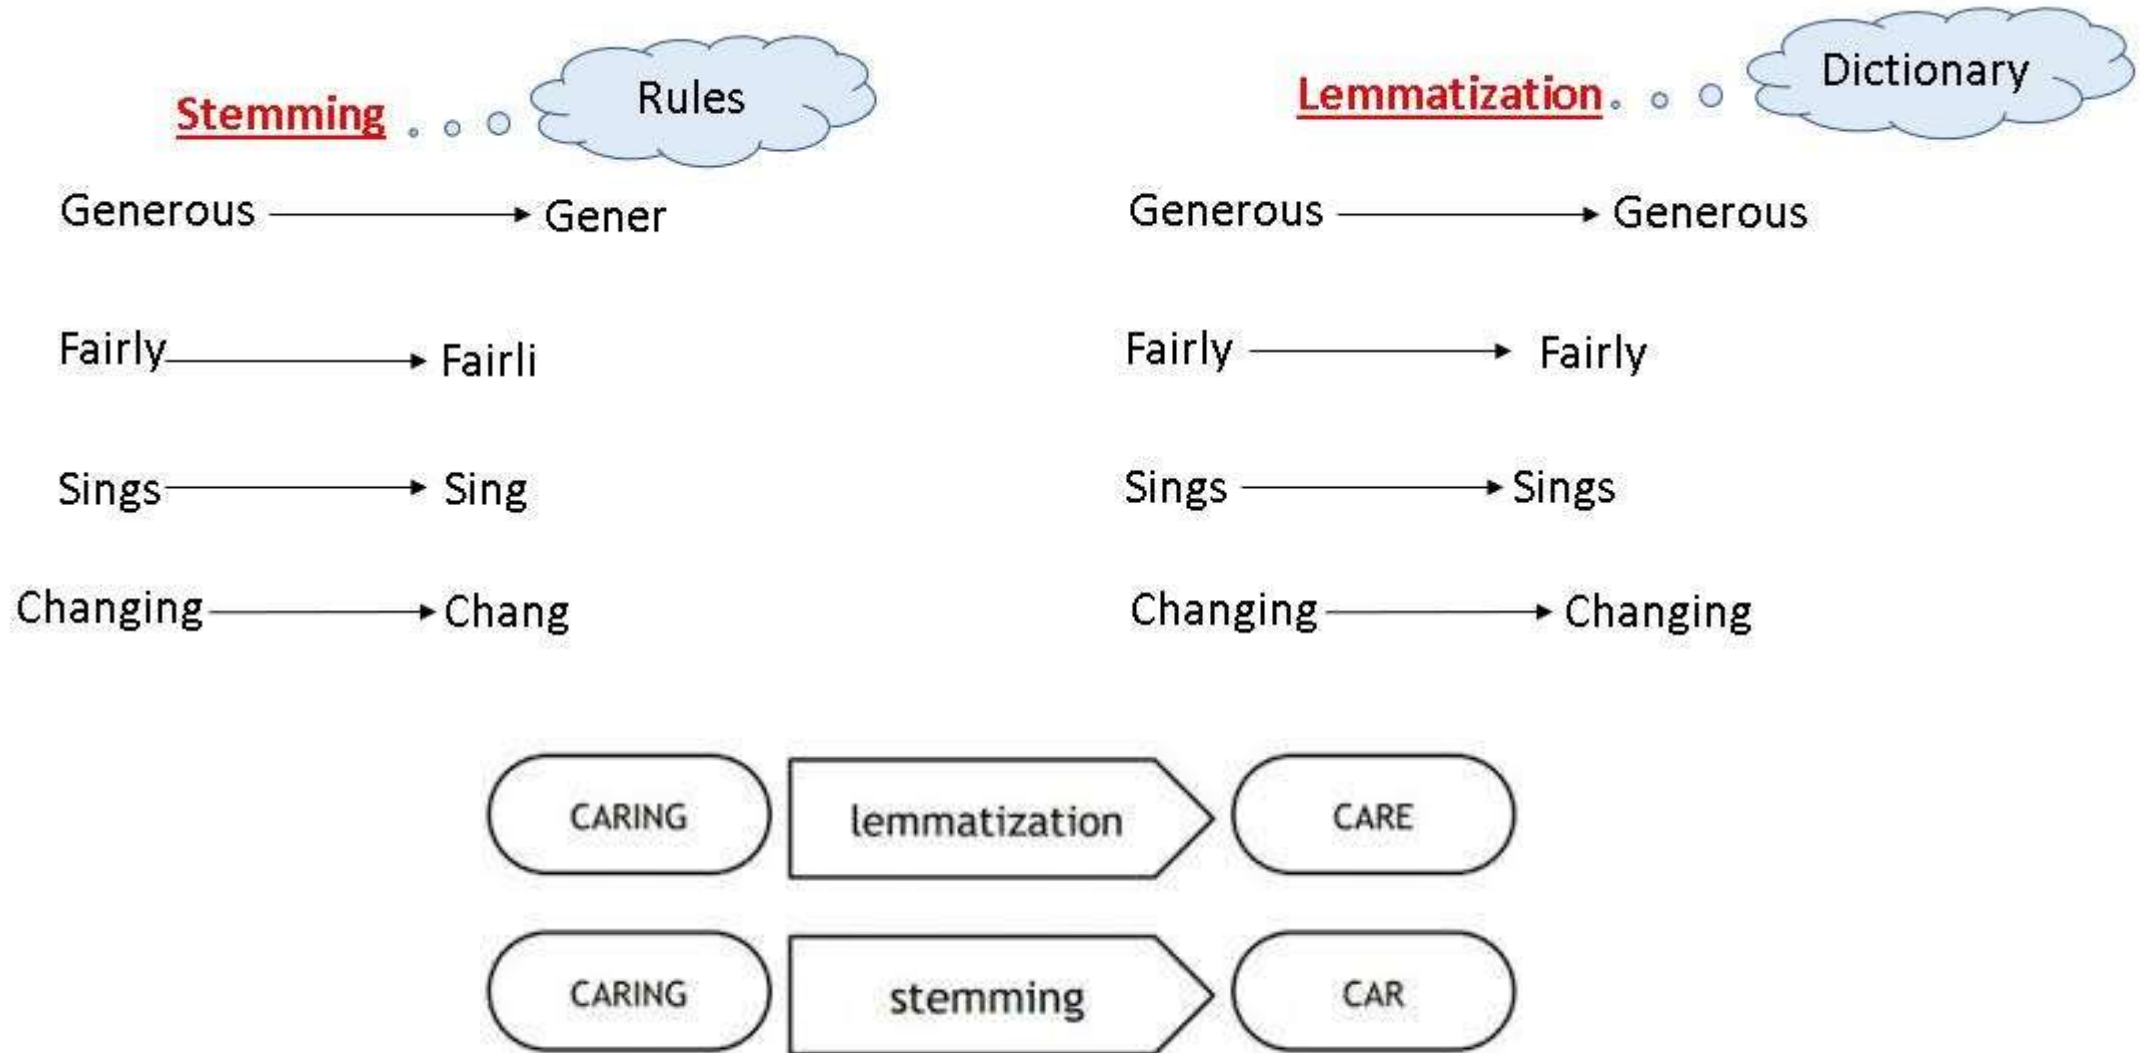 Stemming
Rules
Generous Gener
Fairly Fairli
Sings Sing
Changing Chang
Lemmatization
Dictionary
Generous Generous
Fairly Fairly
Sings Sings
Changing Changing
CARING lemmatization CARE
CARING stemming CAR